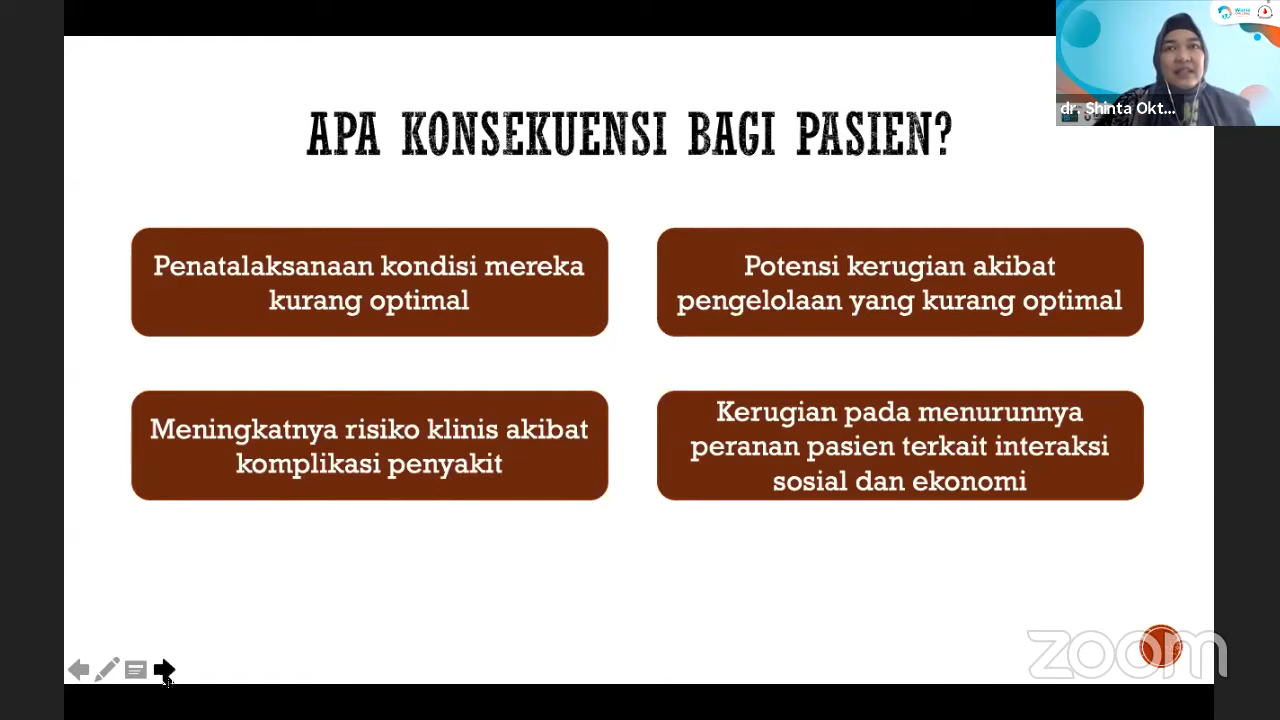 APA KONSEKUENSI BAGI PASIEN?
Penatalaksanaan kondisi mereka
kurang optimal
Potensi kerugian akibat
pengelolaan yang kurang optimal
Meningkatnya risiko klinis akibat
komplikasi penyakit
Kerugian pada menurunnya
peranan pasien terkait interaksi
sosial dan ekonomi
dr. Shinta Okt...
zoom